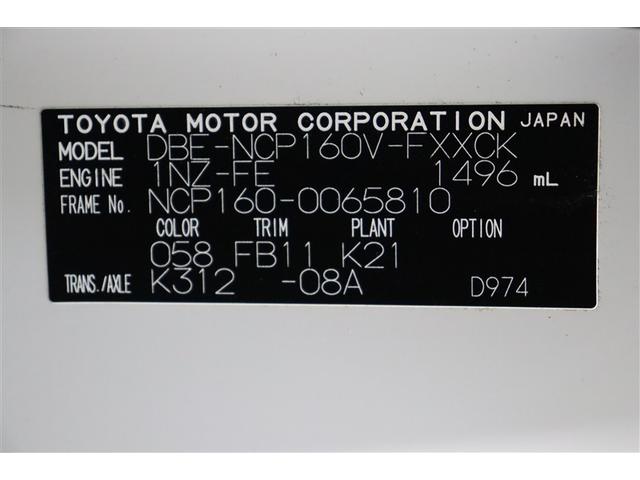 TOYOTA MOTOR CORPORATION JAPAN
MODEL DBE-NCP160V-FXXCK
ENGINE 1NZ-FE 1496 mL
FRAME No. NCP160-0065810
COLOR TRIM PLANT OPTION
058 FB11 K21
TRANS./AXLE K312 -08A D974